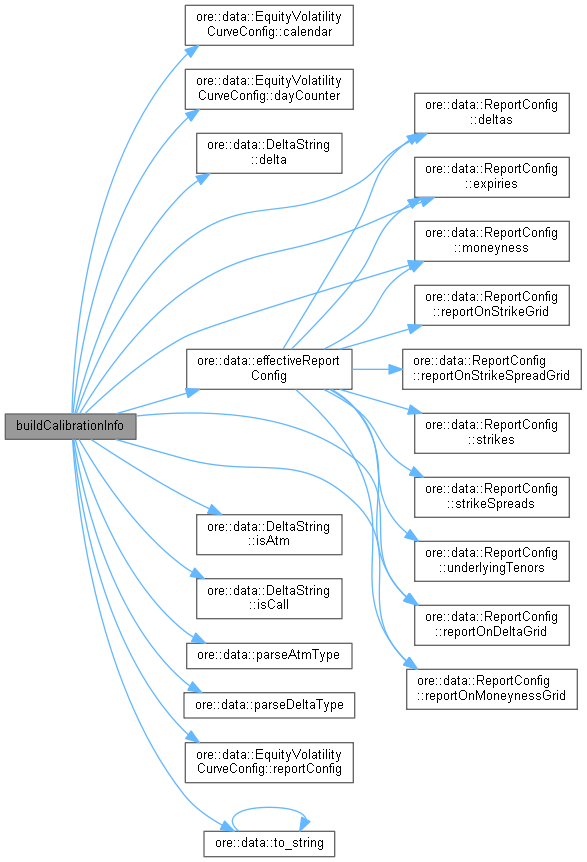 ore::data::EquityVolatility
CurveConfig::calendar
ore::data::EquityVolatility
CurveConfig::dayCounter
ore::data::DeltaString
::delta
ore::data::ReportConfig
::deltas
ore::data::ReportConfig
::expiries
ore::data::ReportConfig
::moneyness
ore::data::ReportConfig
::reportOnStrikeGrid
ore::data::effectiveReport
Config
ore::data::ReportConfig
::reportOnStrikeSpreadGrid
buildCalibrationInfo
ore::data::ReportConfig
::strikes
ore::data::ReportConfig
::strikeSpreads
ore::data::DeltaString
::isAtm
ore::data::ReportConfig
::underlyingTenors
ore::data::DeltaString
::isCall
ore::data::ReportConfig
::reportOnDeltaGrid
ore::data::parseAtmType
ore::data::ReportConfig
::reportOnMoneynessGrid
ore::data::parseDeltaType
ore::data::EquityVolatility
CurveConfig::reportConfig
ore::data::to_string